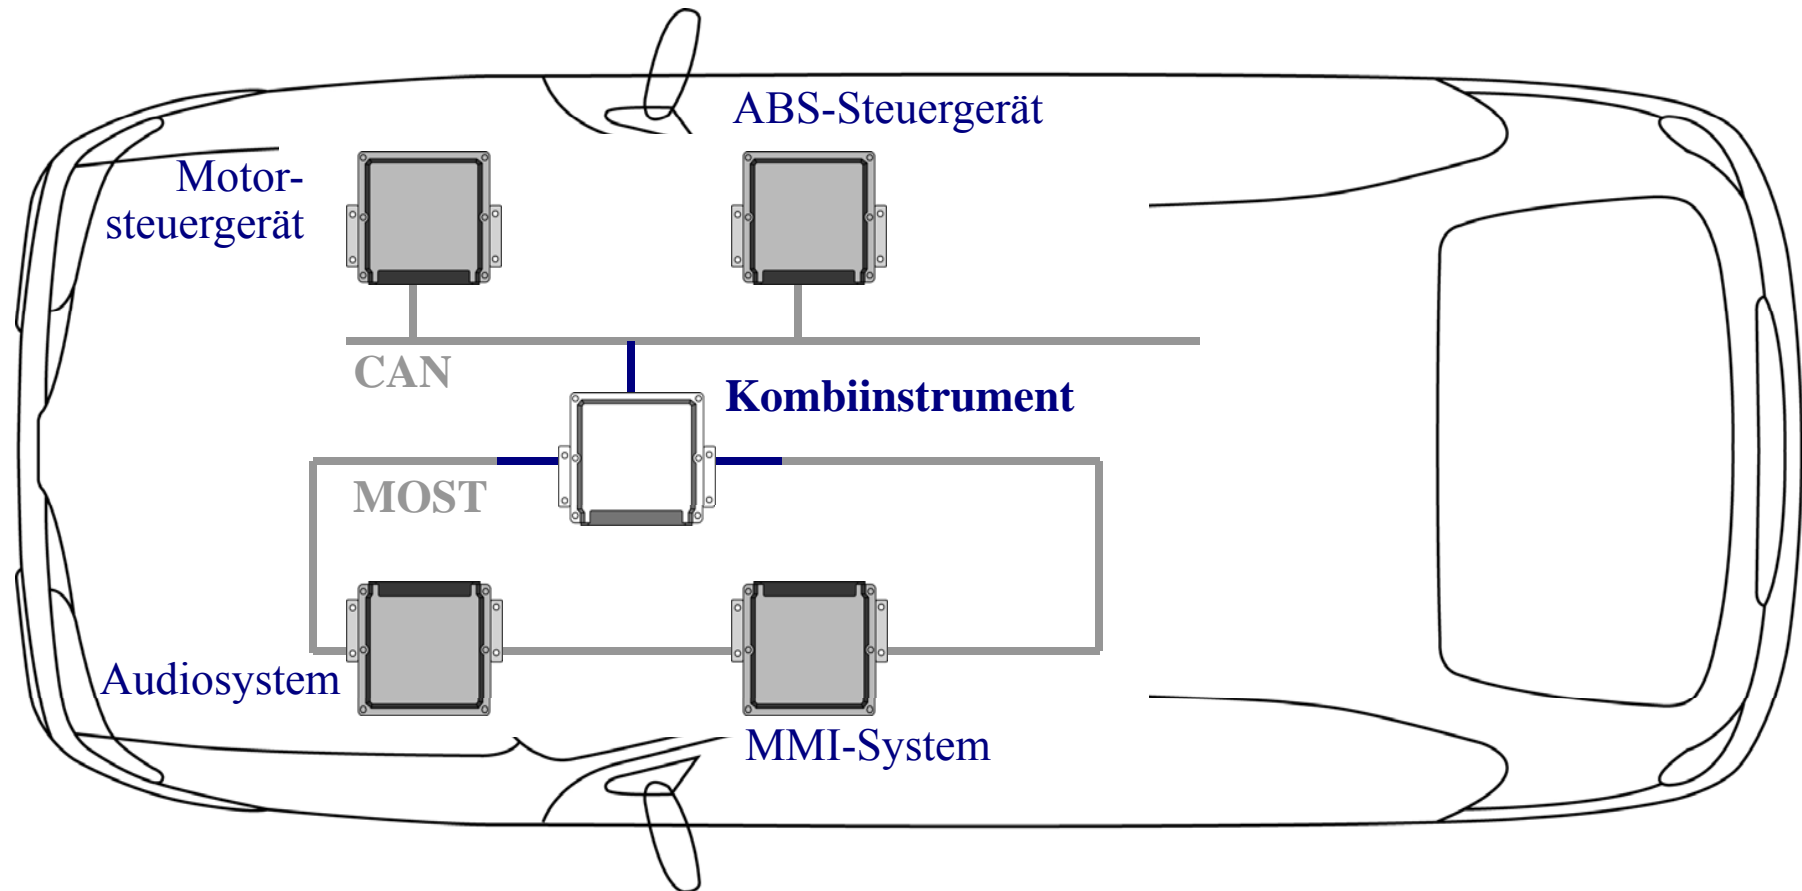 ABS-Steuergerät
Motor-
steuergerät
CAN
Kombiinstrument
MOST
Audiosystem
MMI-System